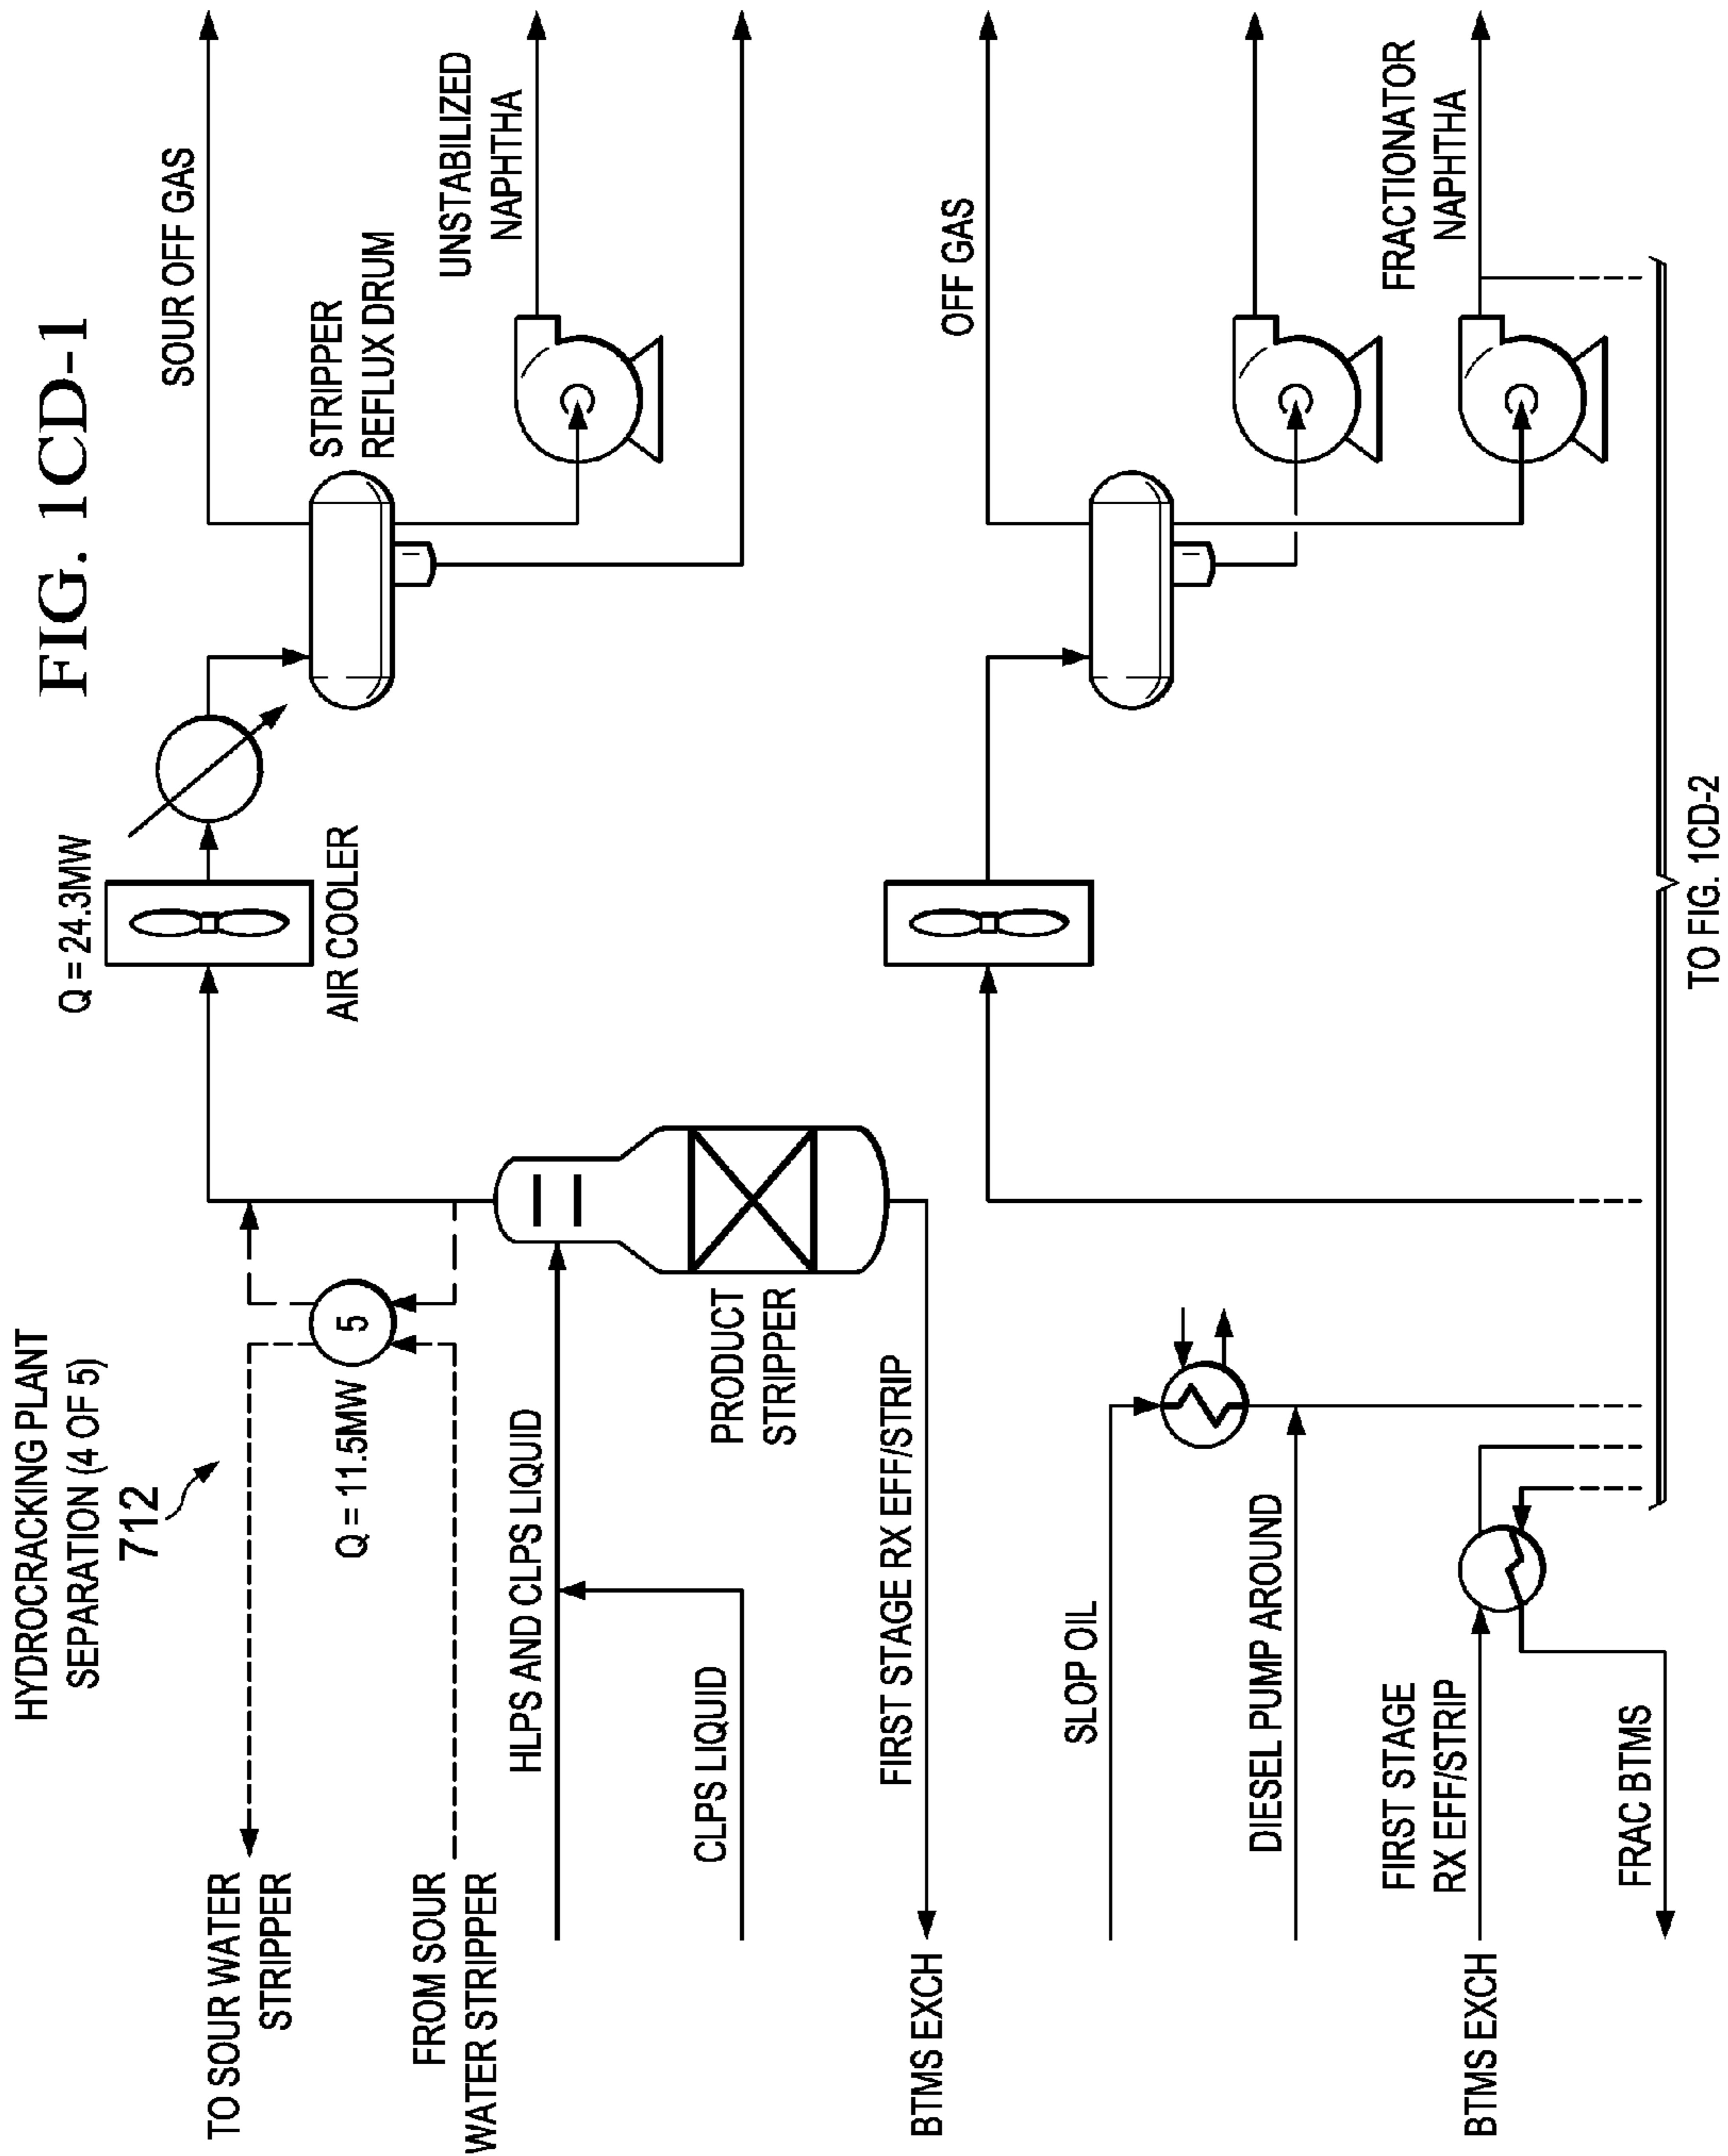 FIG. 1CD-1
HYDROCRACKING PLANT
SEPARATION (4 OF 5)
712
TO SOUR WATER
STRIPPER
Q = 11.5MW
5
FROM SOUR
WATER STRIPPER
Q = 24.3MW
AIR COOLER
SOUR OFF GAS
STRIPPER
REFLUX DRUM
UNSTABILIZED
NAPHTHA
HLPS AND CLPS LIQUID
CLPS LIQUID
PRODUCT
STRIPPER
FIRST STAGE RX EFF/STRIP
BTMS EXCH
SLOP OIL
DIESEL PUMP AROUND
OFF GAS
FRACTIONATOR
NAPHTHA
FIRST STAGE
RX EFF/STRIP
BTMS EXCH
FRAC BTMS
TO FIG. 1CD-2